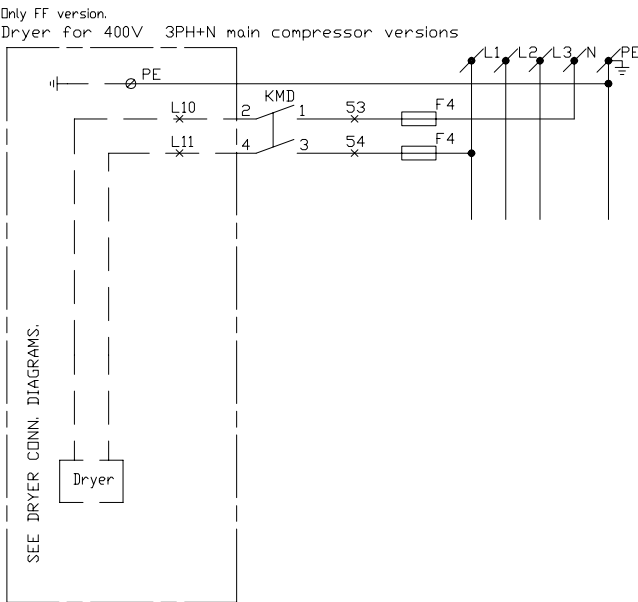 Only FF version.
Dryer for 400V 3PH+N main compressor versions
L1 L2 L3 N PE
PE
L10 2 KMD 1 53 F4
L11 4 3 54 F4
SEE DRYER CONN. DIAGRAMS.
Dryer